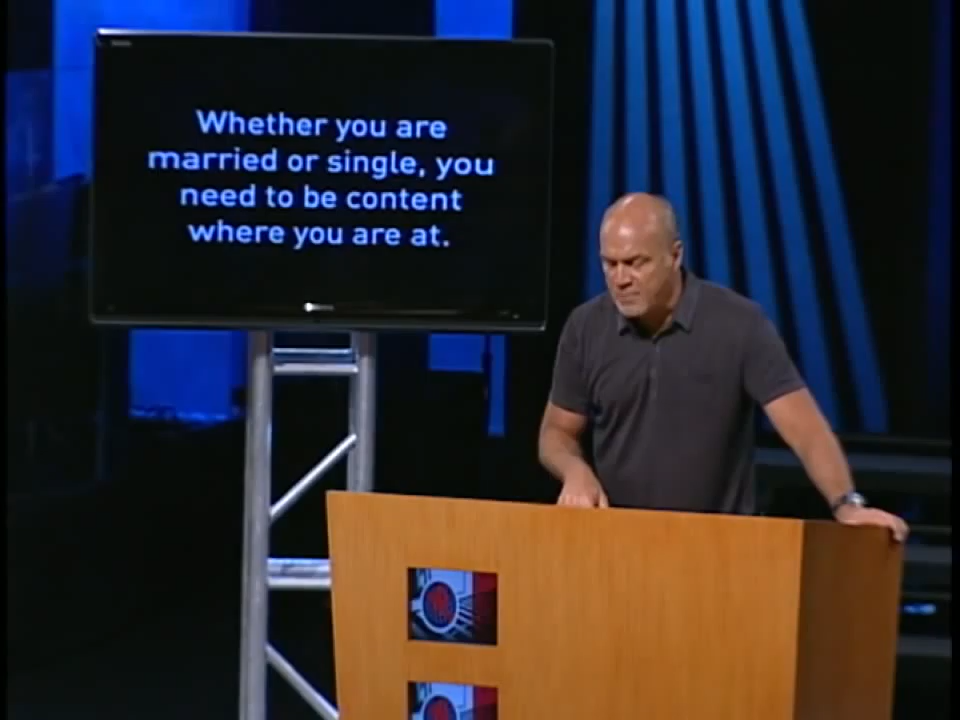 Whether you are
married or single, you
need to be content
where you are at.